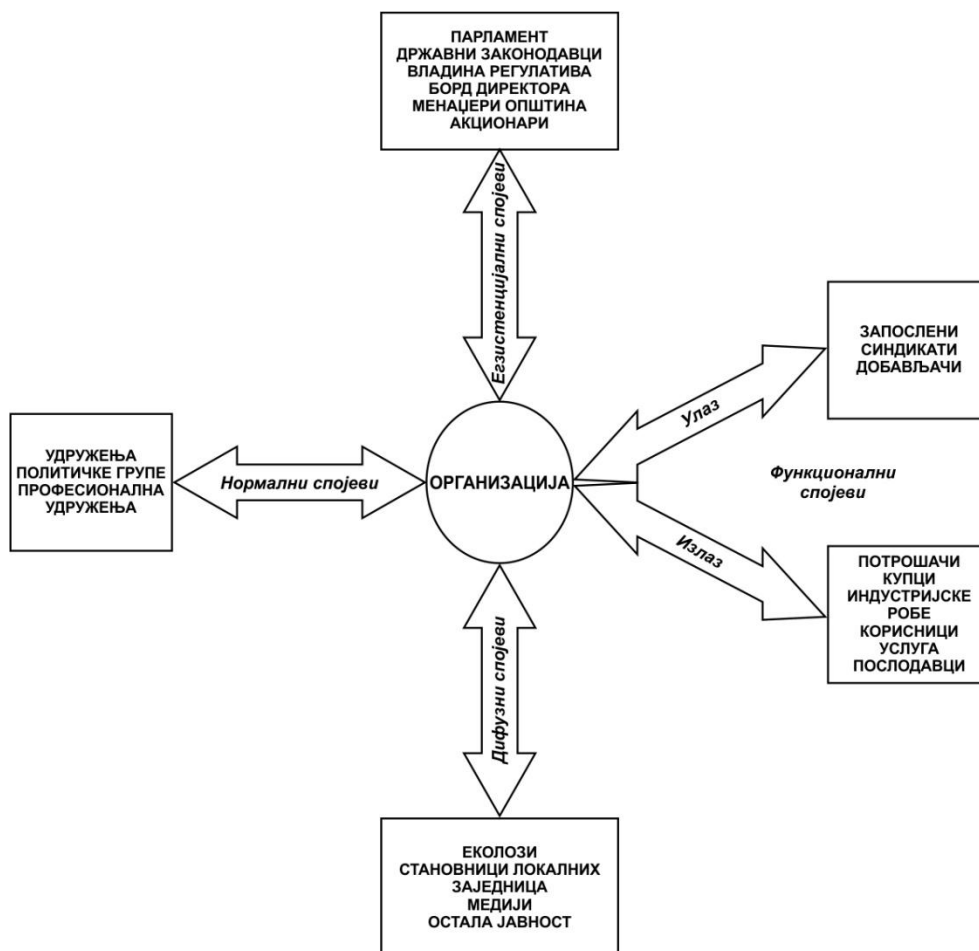 ПАРЛАМЕНТ
ДРЖАВНИ ЗАКОНОДАВЦИ
ВЛАДИНА РЕГУЛАТИВА
БОРД ДИРЕКТОРА
МЕНАЏЕРИ ОПШТИНА
АКЦИОНАРИ
Егзистенцијални спојеви
ЗАПОСЛЕНИ
СИНДИКАТИ
ДОБАВЉАЧИ
Улаз
УДРУЖЕЊА
ПОЛИТИЧКЕ ГРУПЕ
ПРОФЕСИОНАЛНА
УДРУЖЕЊА
Нормални спојеви
ОРГАНИЗАЦИЈА
Функционални
спојеви
Излаз
ПОТРОШАЧИ
КУПЦИ
ИНДУСТРИЈСКЕ
РОБЕ
КОРИСНИЦИ
УСЛУГА
ПОСЛОДАВЦИ
Дифузни спојеви
ЕКОЛОЗИ
СТАНОВНИЦИ ЛОКАЛНИХ
ЗАЈЕДНИЦА
МЕДИЈИ
ОСТАЛА ЈАВНОСТ